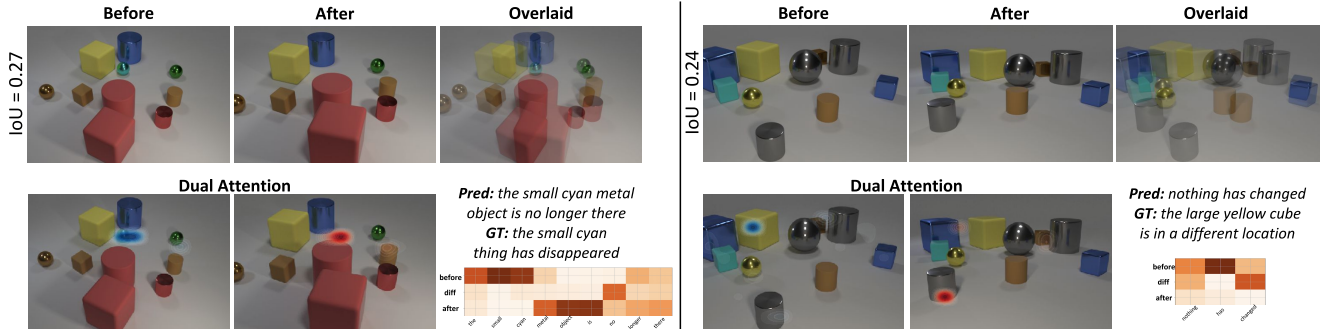 Before
After
Overlaid
IoU = 0.27
Dual Attention
Pred: the small cyan metal
object is no longer there
GT: the small cyan
thing has disappeared
before
diff
after
the
small
cyan
metal
object
is
no
longer
there
Before
After
Overlaid
IoU = 0.24
Dual Attention
Pred: nothing has changed
GT: the large yellow cube
is in a different location
before
diff
after
nothing
has
changed